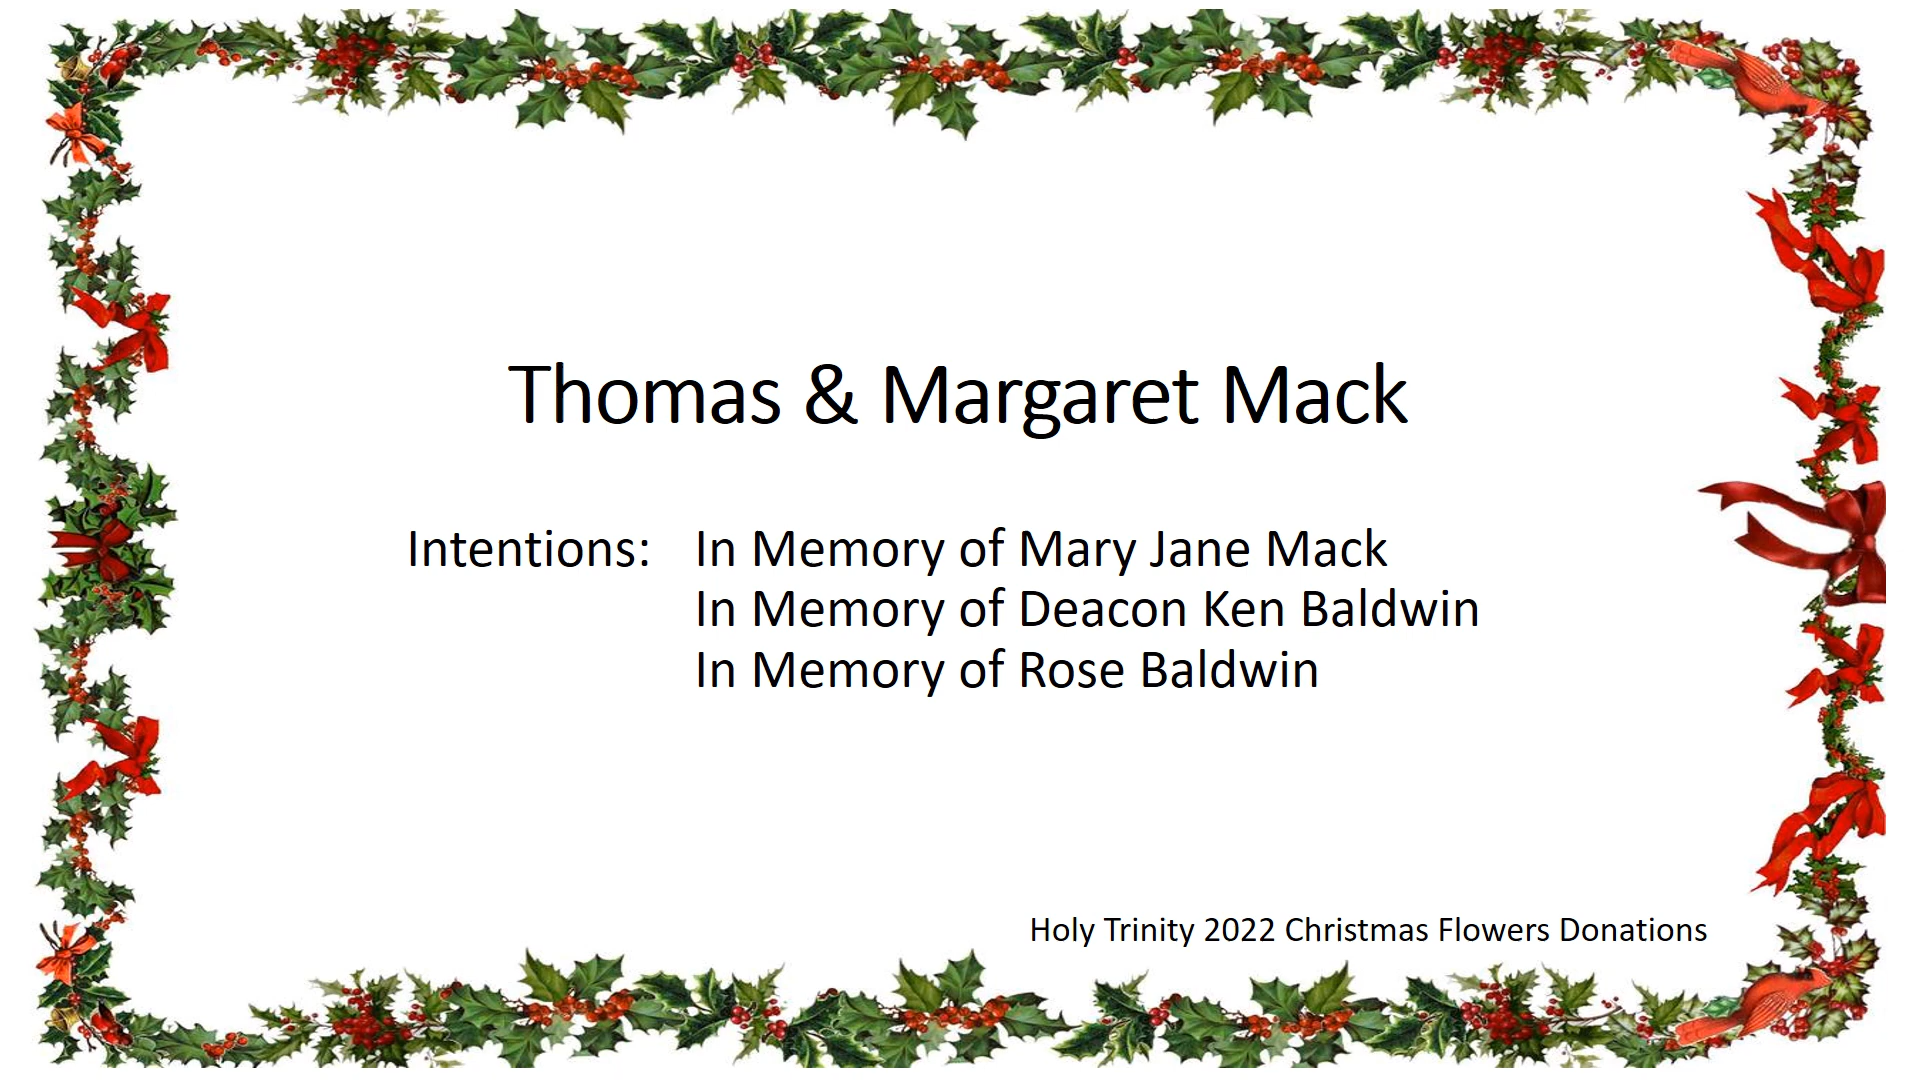 Thomas & Margaret Mack
Intentions: In Memory of Mary Jane Mack
In Memory of Deacon Ken Baldwin
In Memory of Rose Baldwin
Holy Trinity 2022 Christmas Flowers Donations